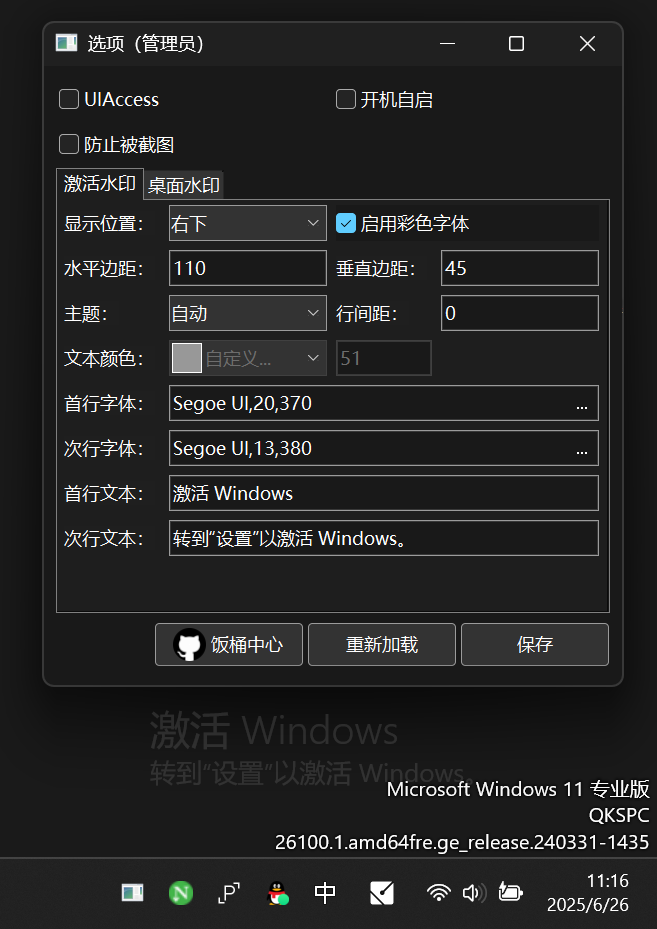 选项（管理员）
UIAccess
开机自启
防止被截图
激活水印
桌面水印
显示位置：
右下
启用彩色字体
水平边距：
110
垂直边距：
45
主题：
自动
行间距：
0
文本颜色：
自定义...
51
首行字体：
Segoe UI,20,370
...
次行字体：
Segoe UI,13,380
...
首行文本：
激活 Windows
次行文本：
转到“设置”以激活 Windows。
饭桶中心
重新加载
保存
激活 Windows
转到“设置”以激活 Windows。
Microsoft Windows 11 专业版
QKSPC
26100.1.amd64fre.ge_release.240331-1435
N
P
中
11:16
2025/6/26